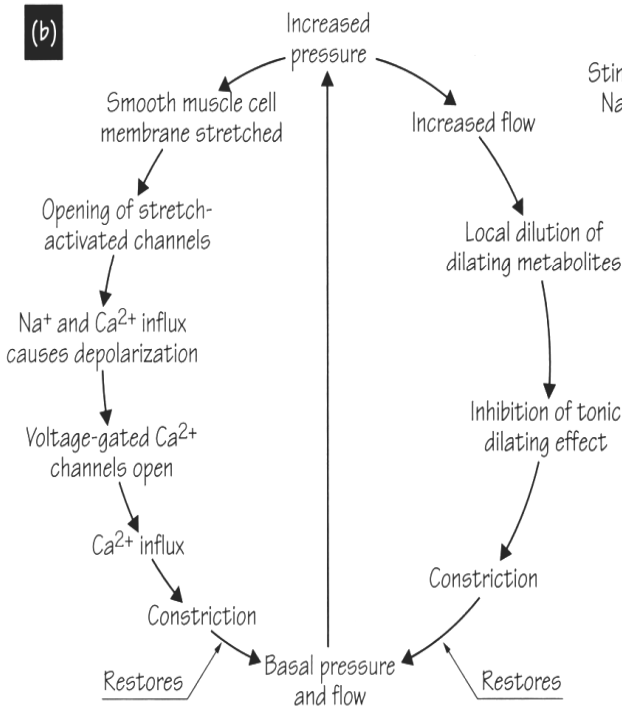 (b)
Increased
pressure
Smooth muscle cell
membrane stretched
Opening of stretch-
activated channels
Na⁺ and Ca²⁺ influx
causes depolarization
Voltage-gated Ca²⁺
channels open
Ca²⁺ influx
Constriction
Restores
Increased flow
Local dilution of
dilating metabolites
Inhibition of tonic
dilating effect
Constriction
Restores
Basal pressure
and flow